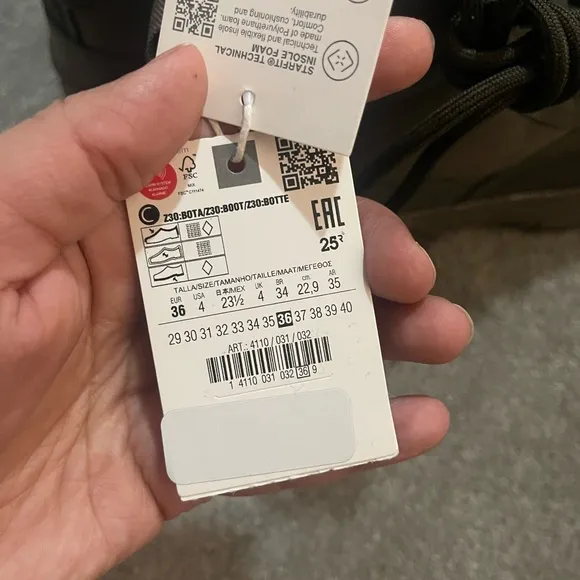 STARFIT® TECHNICAL
INSOLE FOAM
Technical and flexible insole
made of Polyurethane foam.
Comfort, cushioning and
durability.
FSC
MIX
Z30:BOTA/Z30:BOOT/Z30:BOTTE
EAC
25
TALLA/SIZE/TAMANHO/TAILLE/MAAT/ΜΕΓΕΘΟΣ
EUR USA 日本/MEX UK BR cm. AR
36 4 23½ 4 34 22,9 35
29 30 31 32 33 34 35 36 37 38 39 40
ART.: 4110 / 031 / 032
1 4110 031 032 36 9